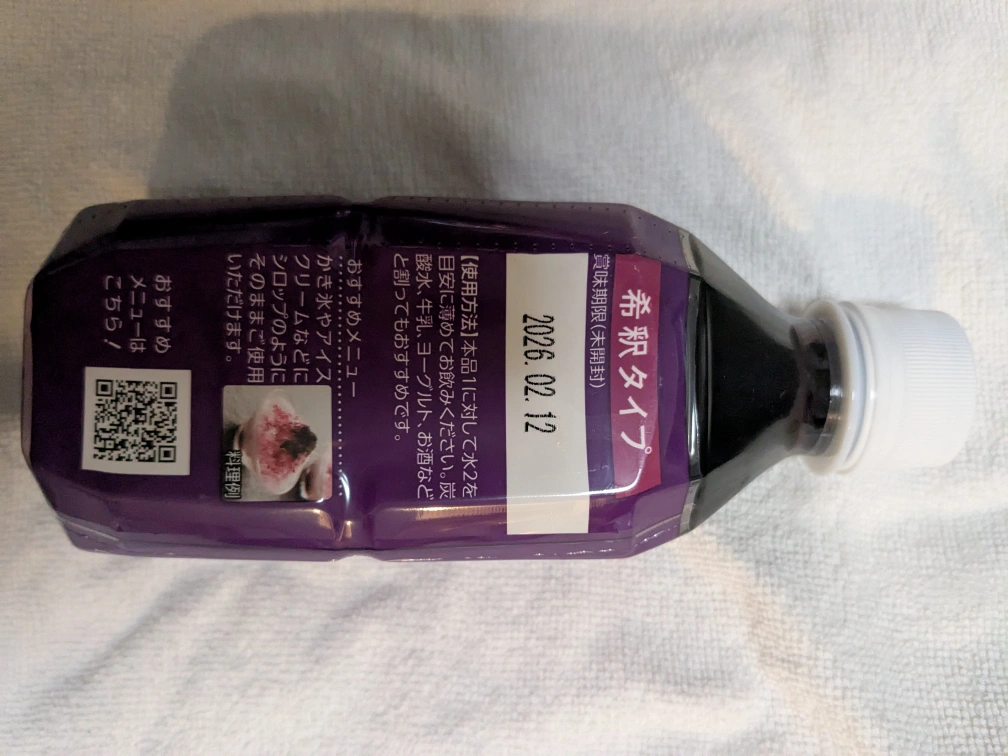 希釈タイプ
賞味期限(未開封)
2026. 02. 12
【使用方法】本品1に対して水2を
目安に薄めてお飲みください。炭
酸水、牛乳、ヨーグルト、お酒など
と割ってもおすすめです。
―おすすめメニュー
かき氷やアイス
クリームなどに
シロップのように
そのままご使用
いただけます。
料理例
おすすめ
メニューは
こちら!